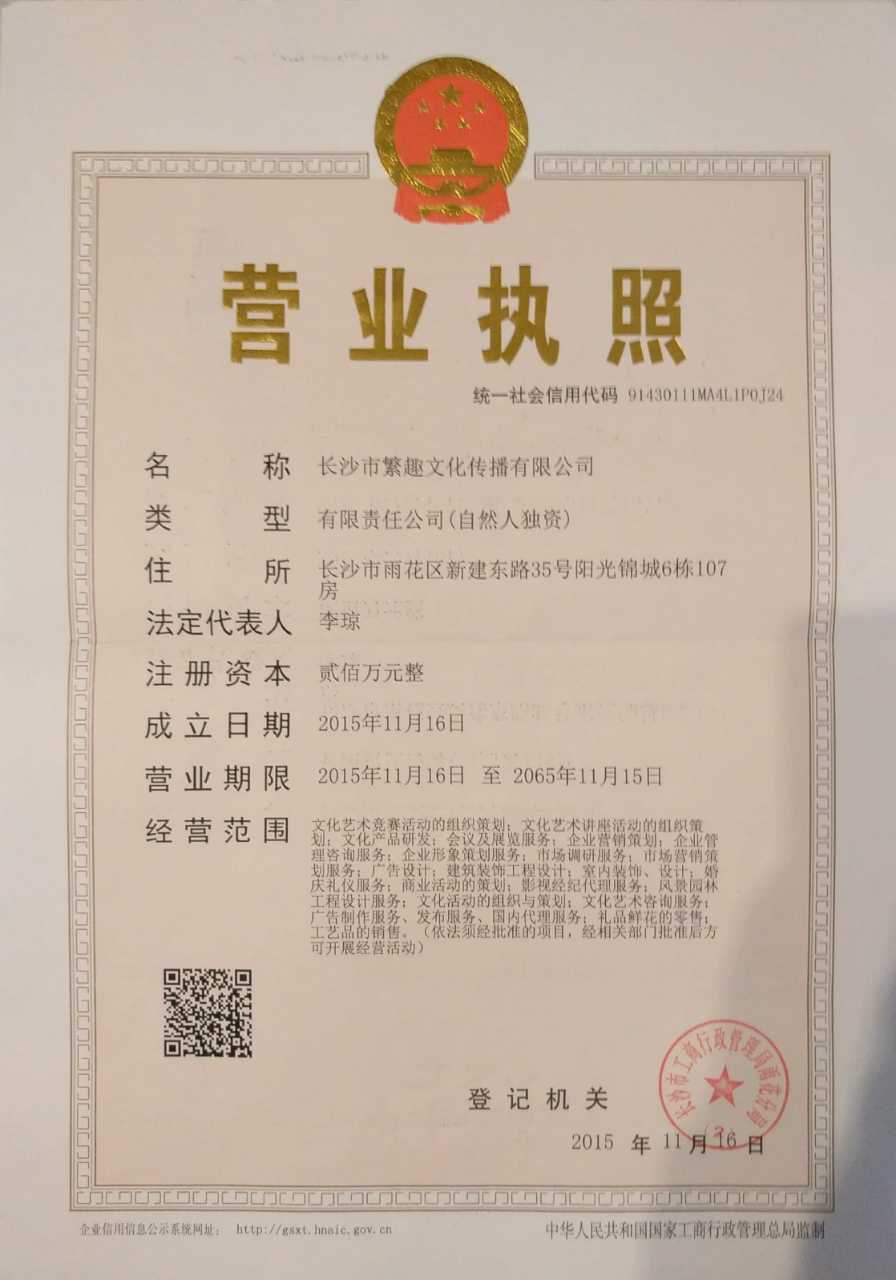 营业执照
统一社会信用代码 91430111MA4L1P0J24
名称 长沙市繁趣文化传播有限公司
类型 有限责任公司(自然人独资)
住所 长沙市雨花区新建东路35号阳光锦城6栋107
房
法定代表人 李琼
注册资本 贰佰万元整
成立日期 2015年11月16日
营业期限 2015年11月16日 至 2065年11月15日
经营范围 文化艺术竞赛活动的组织策划；文化艺术讲座活动的组织策
划；文化产品研发；会议及展览服务；企业营销策划；企业管
理咨询服务；企业形象策划服务；市场调研服务；市场营销策
划服务；广告设计；建筑装饰工程设计；室内装饰、设计；婚
庆礼仪服务；商业活动的策划；影视经纪代理服务；风景园林
工程设计服务；文化活动的组织与策划；文化艺术咨询服务；
广告制作服务、发布服务、国内代理服务；礼品鲜花的零售；
工艺品的销售。（依法须经批准的项目，经相关部门批准后方
可开展经营活动）
长沙市工商行政管理局雨花分局
(2)
登记机关
2015 年 11 月 16 日
企业信用信息公示系统网址： http://gsxt.hnaic.gov.cn
中华人民共和国国家工商行政管理总局监制